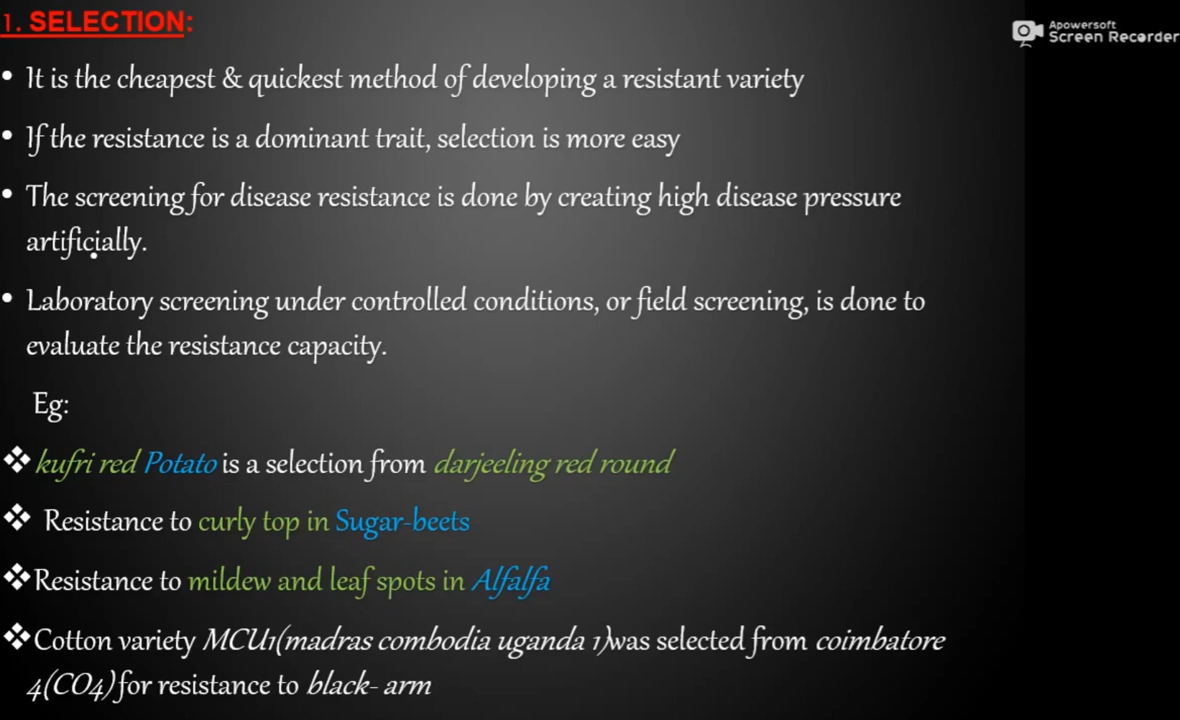 1. SELECTION:
Apowersoft
Screen Recorder
• It is the cheapest & quickest method of developing a resistant variety
• If the resistance is a dominant trait, selection is more easy
• The screening for disease resistance is done by creating high disease pressure
artificially.
• Laboratory screening under controlled conditions, or field screening, is done to
evaluate the resistance capacity.
Eg:
❖ kufri red Potato is a selection from darjeeling red round
❖ Resistance to curly top in Sugar-beets
❖ Resistance to mildew and leaf spots in Alfalfa
❖ Cotton variety MCU1(madras combodia uganda 1)was selected from coimbatore
4(CO4)for resistance to black- arm